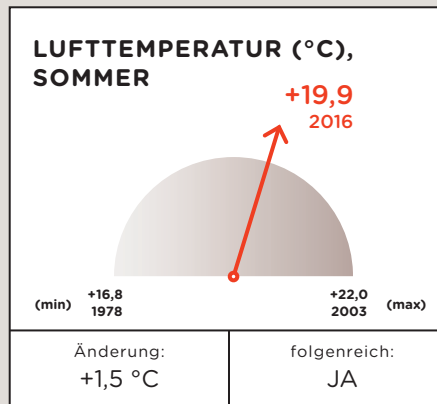 LUFTTEMPERATUR (°C),
SOMMER
+19,9
2016
(min)
+16,8
1978
+22,0
2003
(max)
Änderung:
+1,5 °C
folgenreich:
JA